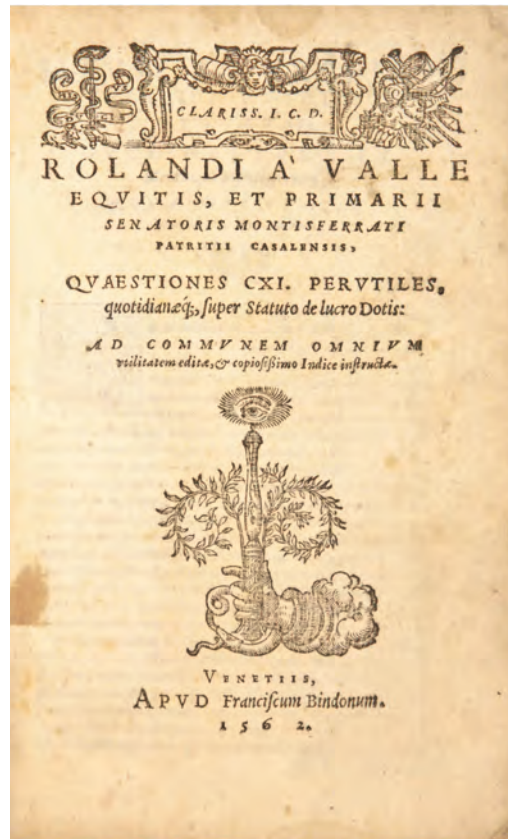 CLARISS. I. C. D.
ROLANDI A' VALLE
EQVITIS, ET PRIMARII
SENATORIS MONTISFERRATI
PATRITII CASALENSIS,
QVAESTIONES CXI. PERVTILES,
quotidianæq́;, ſuper Statuto de lucro Dotis:
AD COMMVNEM OMNIVM
vtilitatem editæ, & copioſißimo Indice inſtructæ.
VENETIIS,
APVD Franciſcum Bindonum.
1562.